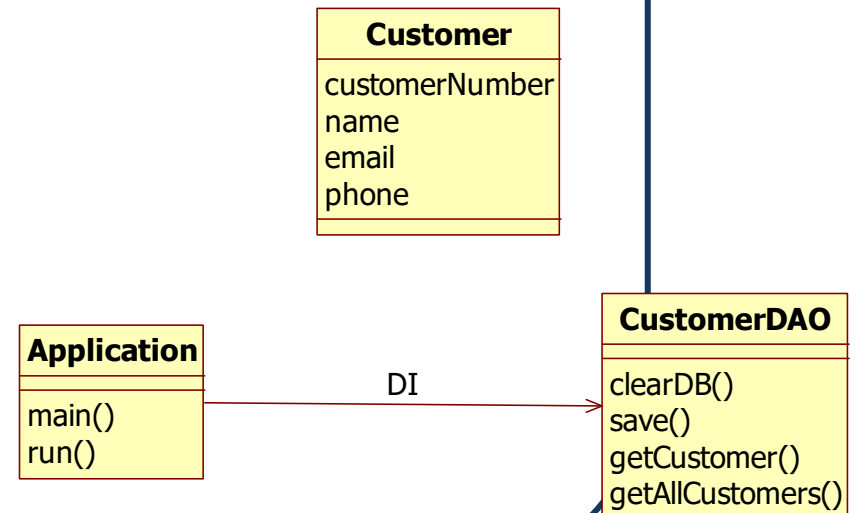 Customer
customerNumber
name
email
phone
Application
main()
run()
DI
CustomerDAO
clearDB()
save()
getCustomer()
getAllCustomers()